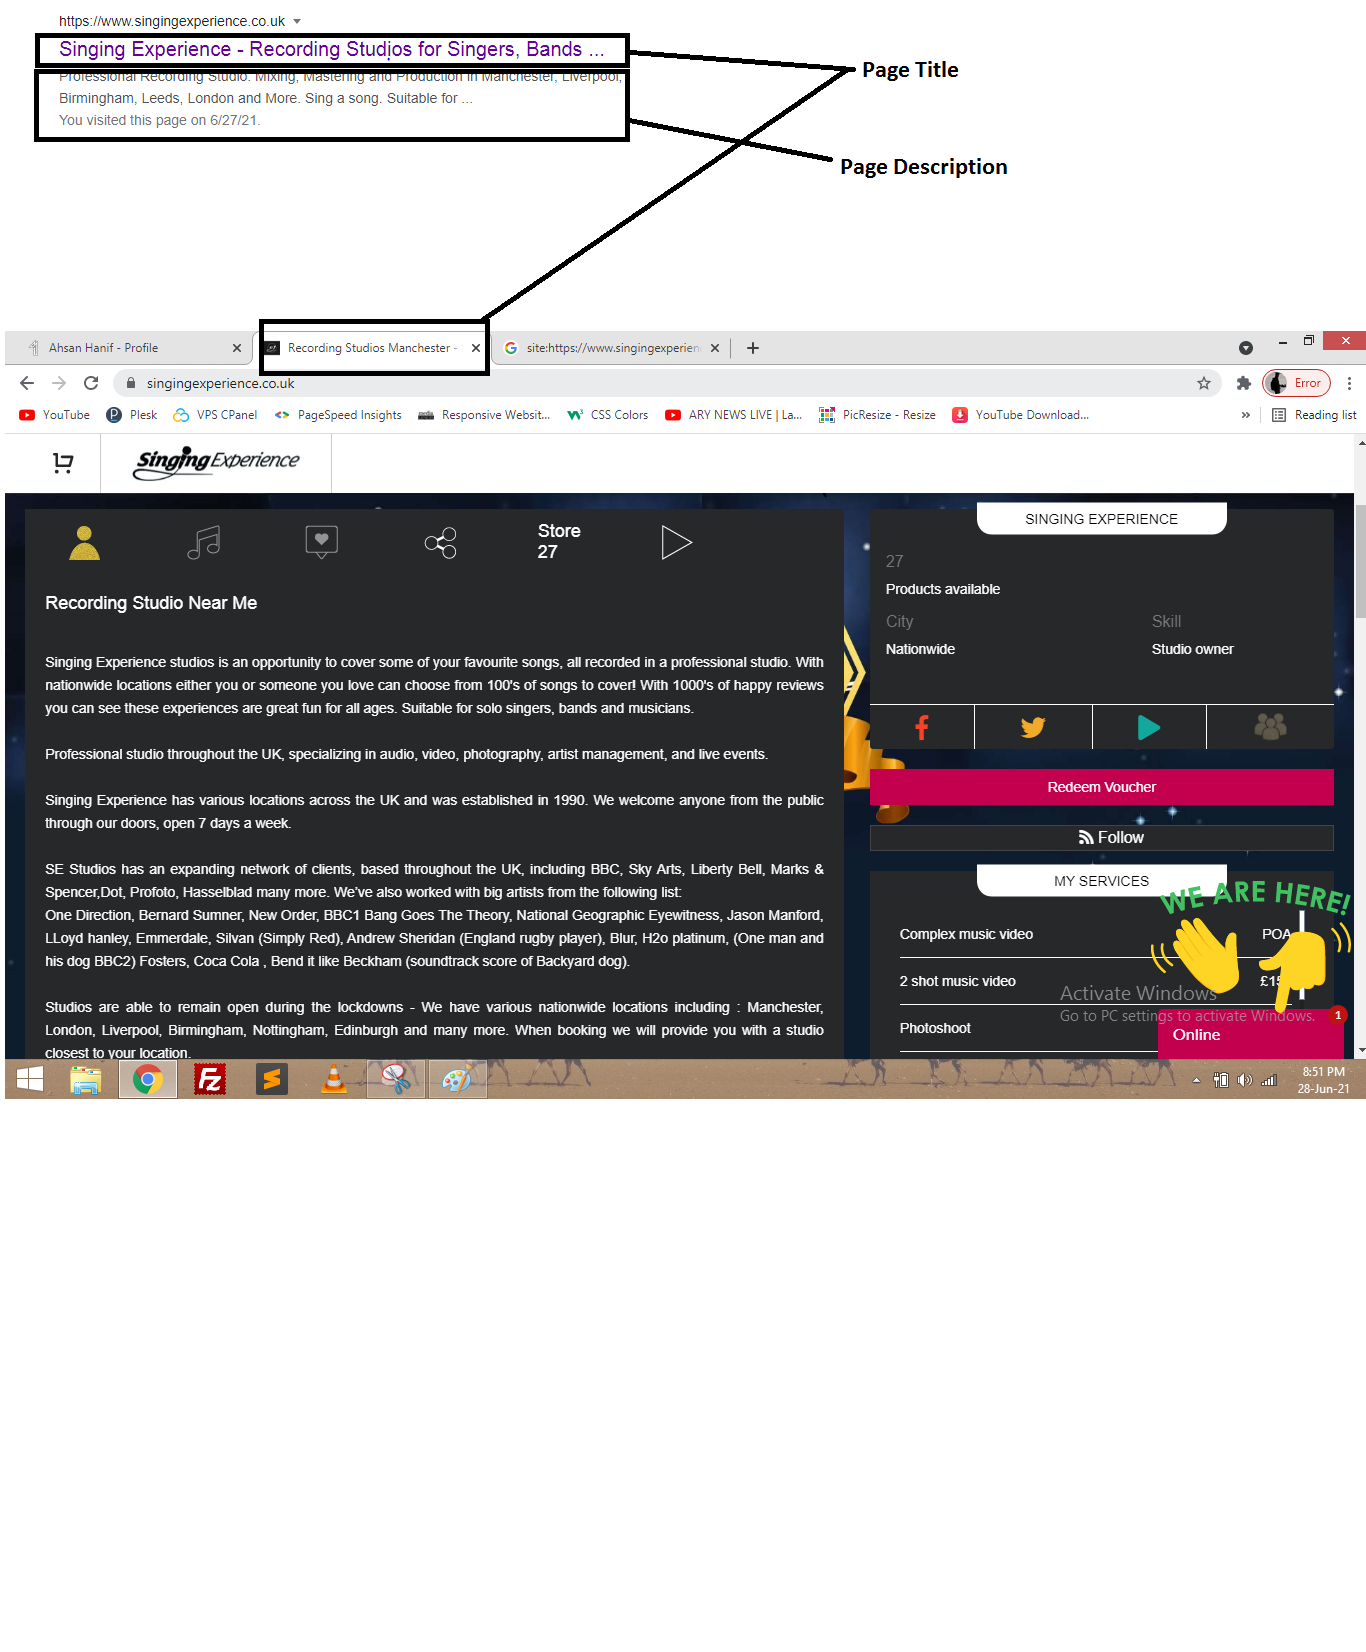 https://www.singingexperience.co.uk
Singing Experience - Recording Studios for Singers, Bands ...
Page Title
Professional Recording Studio. Mixing, Mastering and Production in Manchester, Liverpool,
Birmingham, Leeds, London and More. Sing a song. Suitable for ...
You visited this page on 6/27/21.
Page Description
Ahsan Hanif - Profile
Recording Studios Manchester -
site:https://www.singingexperien
singingexperience.co.uk
Error
YouTube
Plesk
VPS CPanel
PageSpeed Insights
Responsive Websit...
CSS Colors
ARY NEWS LIVE | La...
PicResize - Resize
YouTube Download...
»
Reading list
Singing Experience
Store
27
SINGING EXPERIENCE
27
Products available
City
Skill
Nationwide
Studio owner
Recording Studio Near Me
Singing Experience studios is an opportunity to cover some of your favourite songs, all recorded in a professional studio. With
nationwide locations either you or someone you love can choose from 100's of songs to cover! With 1000's of happy reviews
you can see these experiences are great fun for all ages. Suitable for solo singers, bands and musicians.
Professional studio throughout the UK, specializing in audio, video, photography, artist management, and live events.
Singing Experience has various locations across the UK and was established in 1990. We welcome anyone from the public
through our doors, open 7 days a week.
SE Studios has an expanding network of clients, based throughout the UK, including BBC, Sky Arts, Liberty Bell, Marks &
Spencer,Dot, Profoto, Hasselblad many more. We've also worked with big artists from the following list:
One Direction, Bernard Sumner, New Order, BBC1 Bang Goes The Theory, National Geographic Eyewitness, Jason Manford,
LLoyd hanley, Emmerdale, Silvan (Simply Red), Andrew Sheridan (England rugby player), Blur, H2o platinum, (One man and
his dog BBC2) Fosters, Coca Cola , Bend it like Beckham (soundtrack score of Backyard dog).
Studios are able to remain open during the lockdowns - We have various nationwide locations including : Manchester,
London, Liverpool, Birmingham, Nottingham, Edinburgh and many more. When booking we will provide you with a studio
closest to your location.
Redeem Voucher
Follow
MY SERVICES
WE ARE HERE!
Complex music video
POA
2 shot music video
Photoshoot
Activate Windows
Go to PC settings to activate Windows.
1
Online
8:51 PM
28-Jun-21